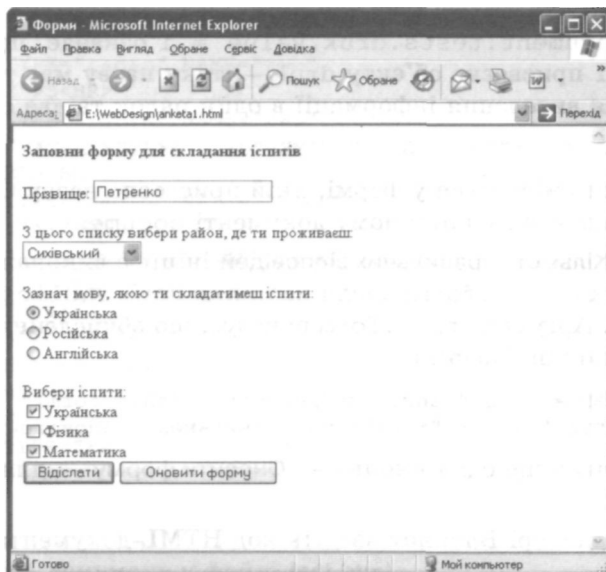 Форми - Microsoft Internet Explorer
Файл Правка Вигляд Обране Сервіс Довідка
Назад Пошук Обране
Адреса: E:\WebDesign\anketa1.html Перехід
Заповни форму для складання іспитів
Прізвище: Петренко
З цього списку вибери район, де ти проживаєш:
Сихівський
Зазнач мову, якою ти складатимеш іспити:
Українська
Російська
Англійська
Вибери іспити:
Українська
Фізика
Математика
Відіслати Оновити форму
Готово Мой компьютер